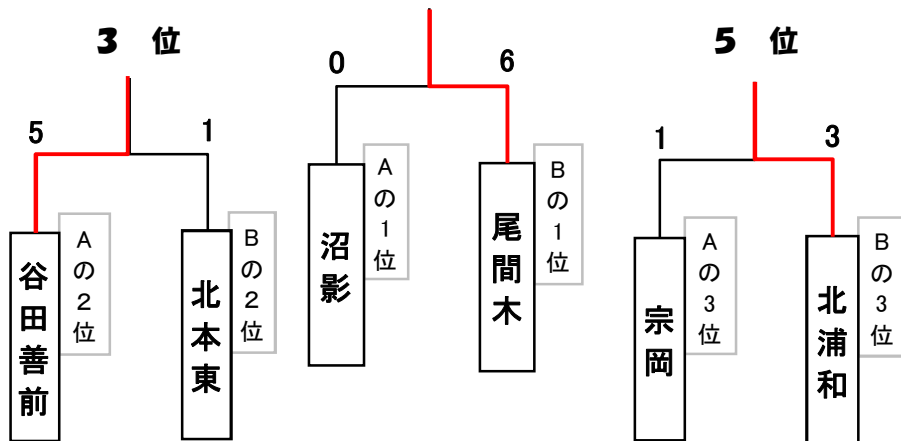 3 位
5 1
谷田善前
Aの2位
北本東
Bの2位
0 6
沼影
Aの1位
尾間木
Bの1位
5 位
1 3
宗岡
Aの3位
北浦和
Bの3位